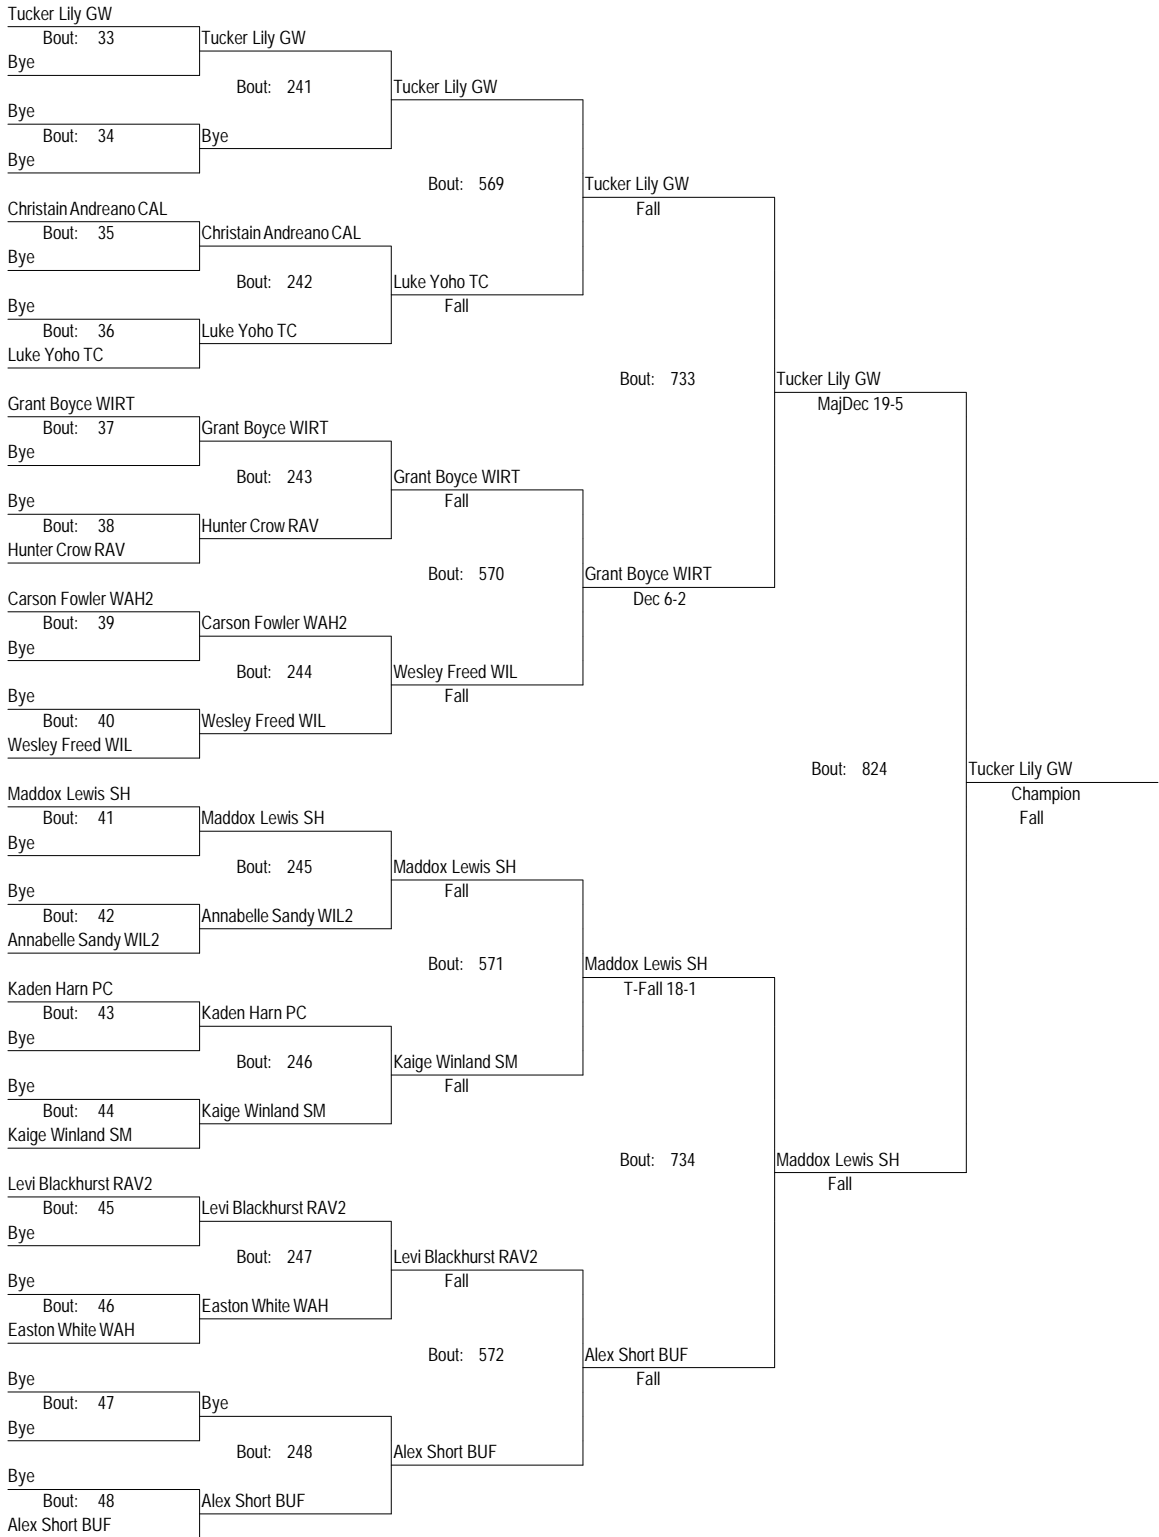 Tucker Lily GW
Bout: 33
Tucker Lily GW
Bye
Bout: 241
Tucker Lily GW
Bye
Bout: 34
Bye
Bye
Bout: 569
Tucker Lily GW
Fall
Christain Andreano CAL
Bout: 35
Christain Andreano CAL
Bye
Bout: 242
Luke Yoho TC
Fall
Bye
Bout: 36
Luke Yoho TC
Luke Yoho TC
Bout: 733
Tucker Lily GW
MajDec 19-5
Grant Boyce WIRT
Bout: 37
Grant Boyce WIRT
Bye
Bout: 243
Grant Boyce WIRT
Fall
Bye
Bout: 38
Hunter Crow RAV
Hunter Crow RAV
Bout: 570
Grant Boyce WIRT
Dec 6-2
Carson Fowler WAH2
Bout: 39
Carson Fowler WAH2
Bye
Bout: 244
Wesley Freed WIL
Fall
Bye
Bout: 40
Wesley Freed WIL
Wesley Freed WIL
Bout: 824
Tucker Lily GW
Champion
Fall
Maddox Lewis SH
Bout: 41
Maddox Lewis SH
Bye
Bout: 245
Maddox Lewis SH
Fall
Bye
Bout: 42
Annabelle Sandy WIL2
Annabelle Sandy WIL2
Bout: 571
Maddox Lewis SH
T-Fall 18-1
Kaden Harn PC
Bout: 43
Kaden Harn PC
Bye
Bout: 246
Kaige Winland SM
Fall
Bye
Bout: 44
Kaige Winland SM
Kaige Winland SM
Bout: 734
Maddox Lewis SH
Fall
Levi Blackhurst RAV2
Bout: 45
Levi Blackhurst RAV2
Bye
Bout: 247
Levi Blackhurst RAV2
Fall
Bye
Bout: 46
Easton White WAH
Easton White WAH
Bout: 572
Alex Short BUF
Fall
Bye
Bout: 47
Bye
Bye
Bout: 248
Alex Short BUF
Bye
Bout: 48
Alex Short BUF
Alex Short BUF